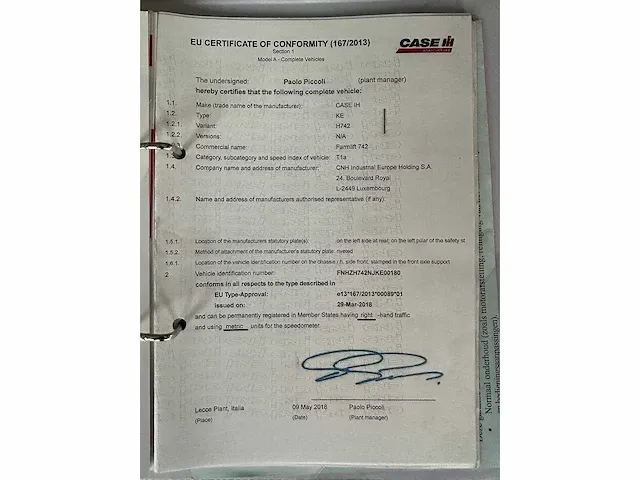 EU CERTIFICATE OF CONFORMITY (167/2013)
Section 1
Model A - Complete Vehicles
CASE IH
The undersigned: Paolo Piccoli (plant manager)
hereby certifies that the following complete vehicle:
1.1. Make (trade name of the manufacturer): CASE IH
1.2. Type KE
1.2.1. Variant: H742
1.2.2. Versions: N/A
Commercial name: Farmlift 742
1.3. Category, subcategory and speed index of vehicle: T1a
1.4. Company name and address of manufacturer: CNH Industrial Europe Holding S.A.
24, Boulevard Royal
L-2449 Luxembourg
1.4.2. Name and address of manufacturers authorised representative (if any):
1.5.1. Location of the manufacturers statutory plate(s): on the left side at rear; on the left pillar of the safety st
1.5.2. Method of attachment of the manufacturer's statutory plate: riveted
1.6.1. Location of the vehicle identification number on the chassis: r.h. side front, stamped in the front axle support
2 Vehicle identification number: FNHZH742NJKE00180
conforms in all respects to the type described in
EU Type-Approval: e13*167/2013*00089*01
issued on: 29-Mar-2018
and can be permanently registered in Member States having right -hand traffic
and using metric units for the speedometer.
Lecce Plant, Italia 09 May 2018 Paolo Piccoli
(Place) (Date) (Plant manager)
Normaal onderhoud (zoals motorafstelling, reiniging